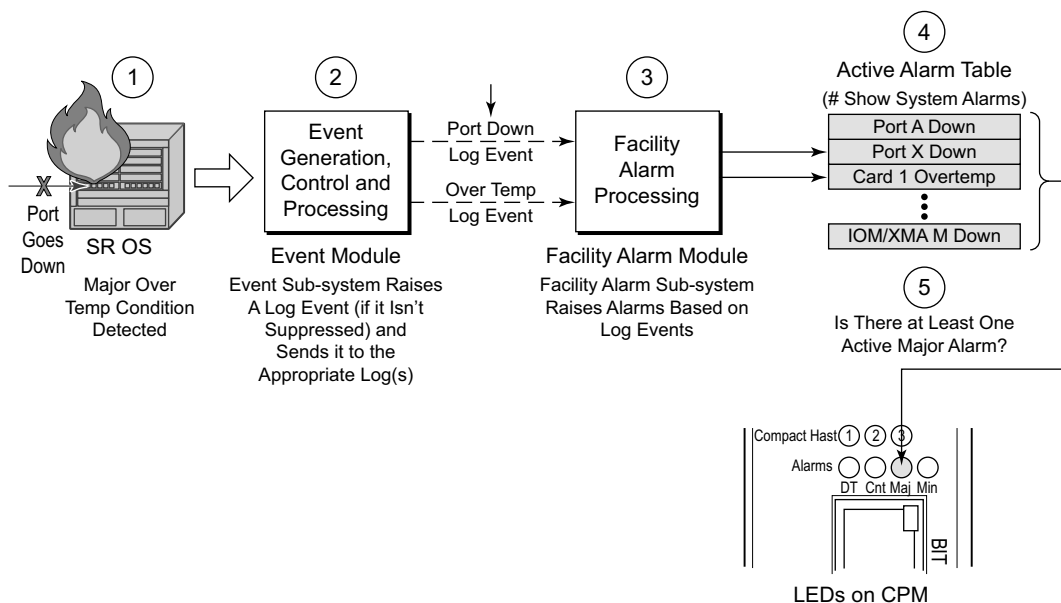 1
Port
Goes
Down
SR OS
Major Over
Temp Condition
Detected
2
Event
Generation,
Control and
Processing
Event Module
Event Sub-system Raises
A Log Event (if it Isn't
Suppressed) and
Sends it to the
Appropriate Log(s)
Port Down
Log Event
Over Temp
Log Event
3
Facility
Alarm
Processing
Facility Alarm Module
Facility Alarm Sub-system
Raises Alarms Based on
Log Events
4
Active Alarm Table
(# Show System Alarms)
Port A Down
Port X Down
Card 1 Overtemp
IOM/XMA M Down
5
Is There at Least One
Active Major Alarm?
Compact Hast 1 2 3
Alarms
DT Cnt Maj Min
BIT
LEDs on CPM